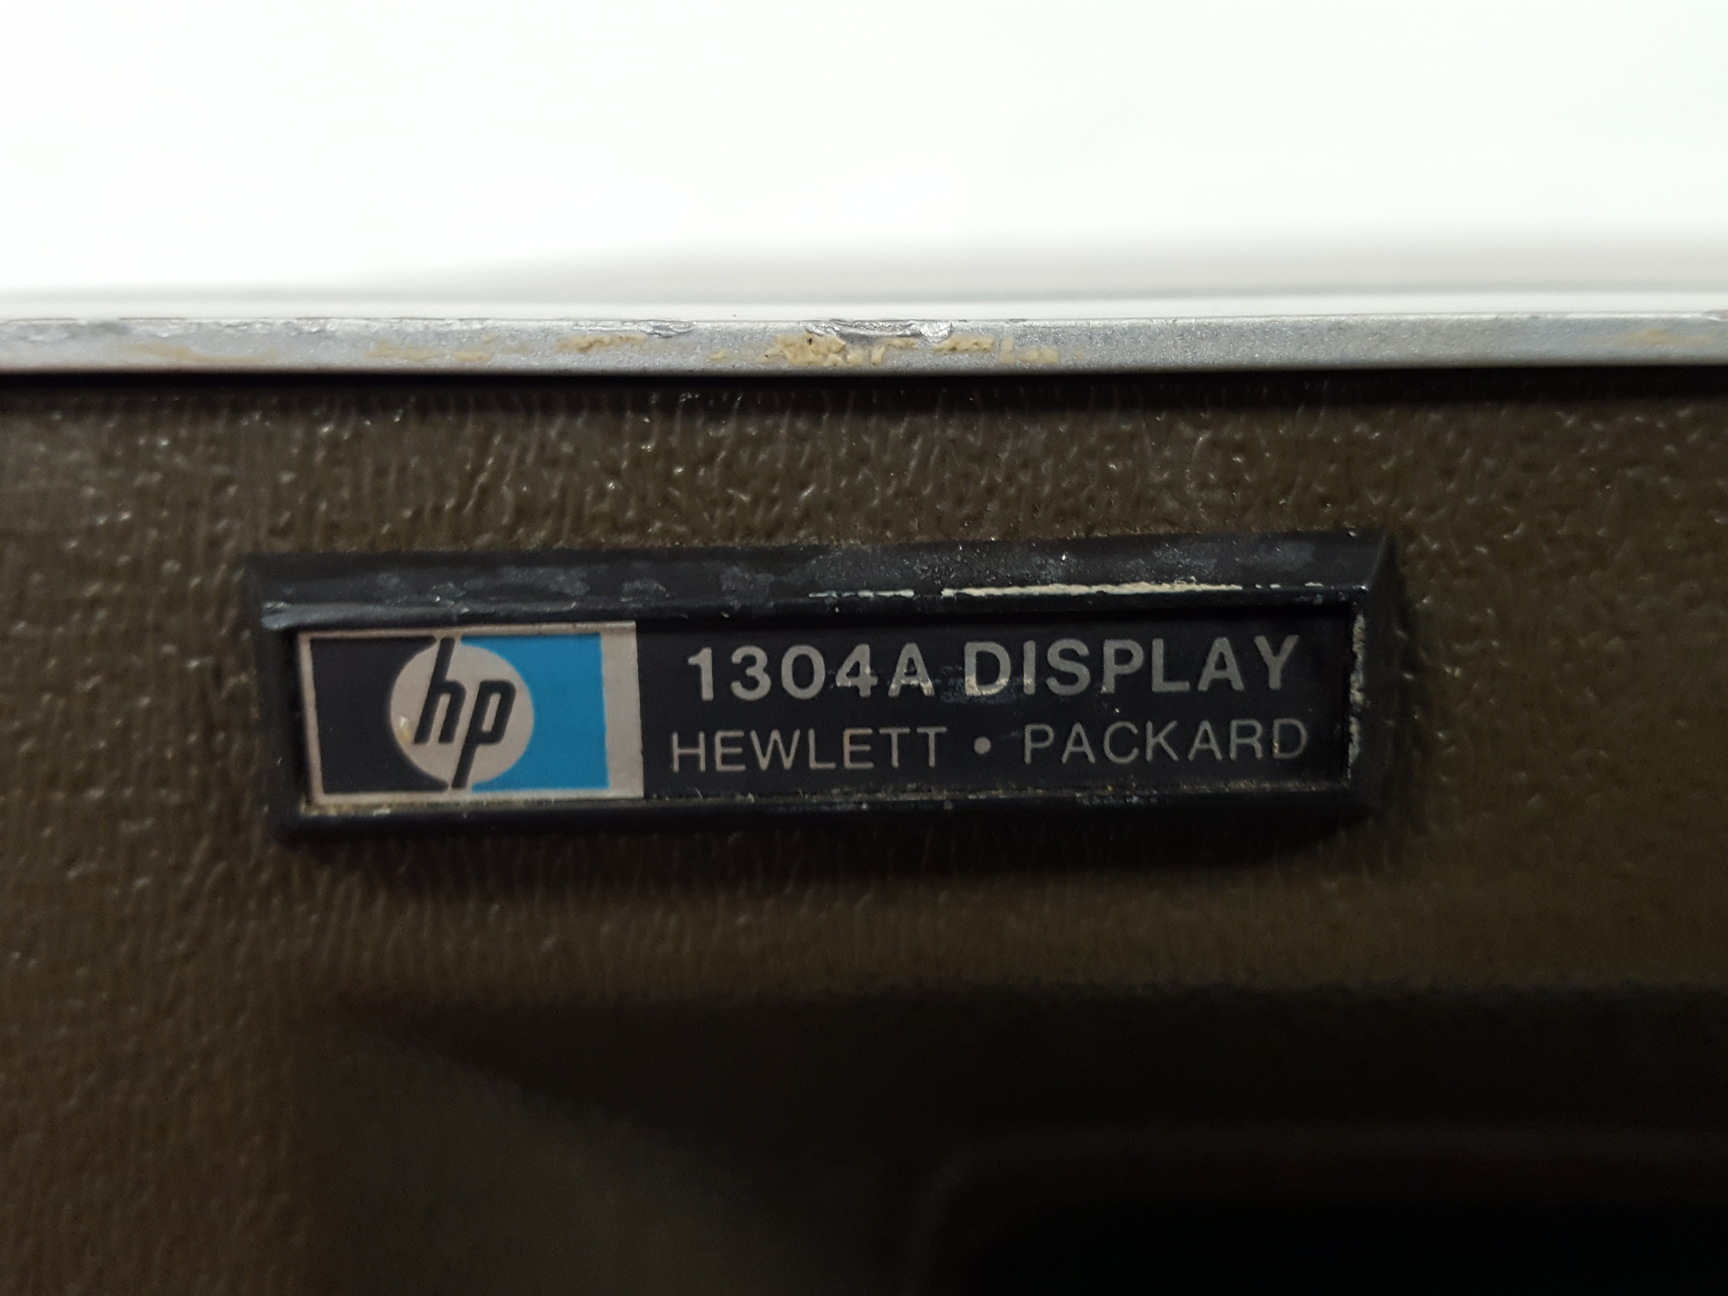 hp
1304A DISPLAY
HEWLETT • PACKARD